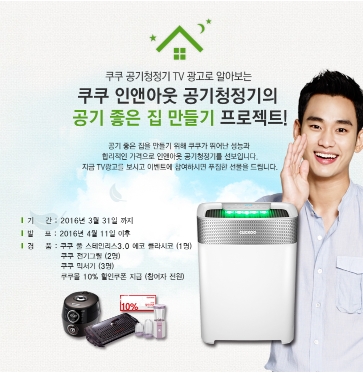 쿠쿠 공기청정기 TV 광고로 알아보는
쿠쿠 인앤아웃 공기청정기의
공기 좋은 집 만들기 프로젝트!
공기 좋은 집을 만들기 위해 쿠쿠가 뛰어난 성능과
합리적인 가격으로 인앤아웃 공기청정기를 선보입니다.
지금 TV광고를 보시고 이벤트에 참여하시면 푸짐한 선물을 드립니다.
기 간 : 2016년 3월 31일 까지
발 표 : 2016년 4월 11일 이후
경 품 : 쿠쿠 풀 스테인리스3.0 에코 클라시코 (1명)
쿠쿠 전기그릴 (2명)
쿠쿠 믹서기 (3명)
쿠쿠몰 10% 할인쿠폰 지급 (참여자 전원)
10%